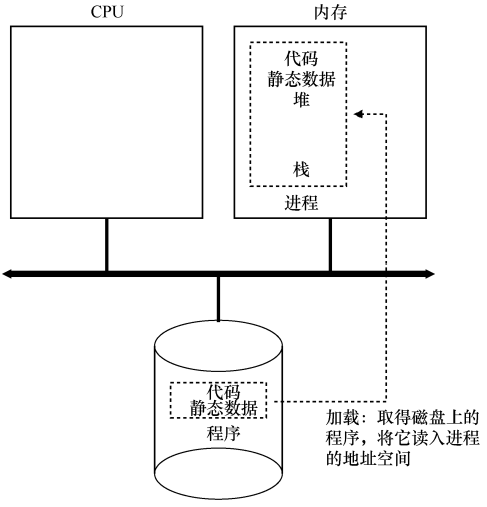 CPU
内存
代码
静态数据
堆
栈
进程
代码
静态数据
程序
加载：取得磁盘上的
程序，将它读入进程
的地址空间